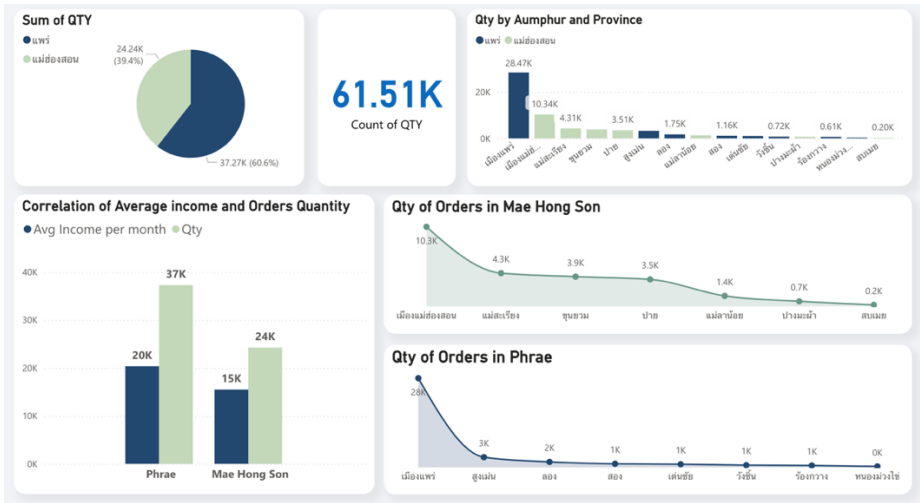 Sum of QTY
แพร่
แม่ฮ่องสอน
24.24K
(39.4%)
37.27K (60.6%)
61.51K
Count of QTY
Qty by Aumphur and Province
แพร่ แม่ฮ่องสอน
20K
0K
28.47K
10.34K
4.31K
3.51K
1.75K
1.16K
0.72K
0.61K
0.20K
เมืองแพร่
เมืองแม่ฮ่...
แม่สะเรียง
ขุนยวม
ปาย
สูงเม่น
ลอง
แม่ลาน้อย
สอง
เด่นชัย
วังชิ้น
ปางมะผ้า
ร้องกวาง
หนองม่วง...
สบเมย
Correlation of Average income and Orders Quantity
Avg Income per month Qty
40K
30K
20K
10K
0K
20K
37K
15K
24K
Phrae Mae Hong Son
Qty of Orders in Mae Hong Son
10.3K
4.3K
3.9K
3.5K
1.4K
0.7K
0.2K
เมืองแม่ฮ่องสอน แม่สะเรียง ขุนยวม ปาย แม่ลาน้อย ปางมะผ้า สบเมย
Qty of Orders in Phrae
28K
3K
2K
1K
1K
1K
1K
0K
เมืองแพร่ สูงเม่น ลอง สอง เด่นชัย วังชิ้น ร้องกวาง หนองม่วงไข่